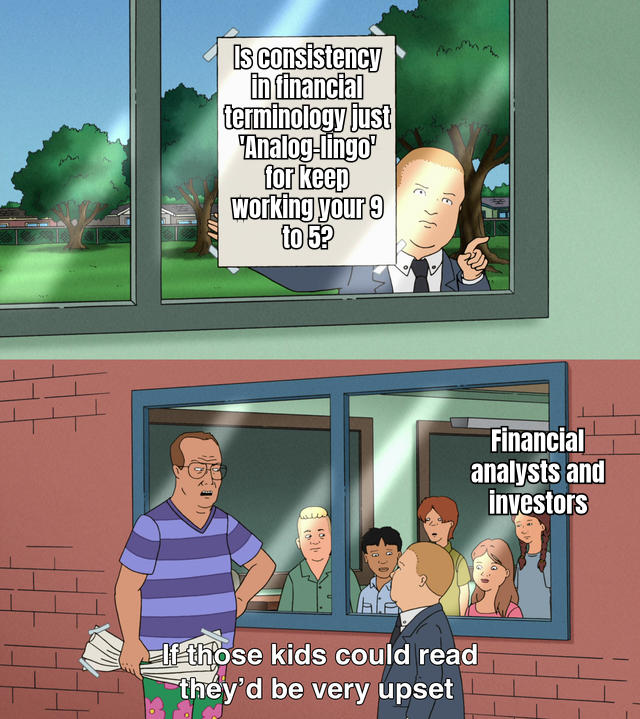 Is consistency
in financial
terminology just
'Analog-lingo'
for keep
working your 9
to 5?
Financial
analysts and
investors
If those kids could read
they'd be very upset